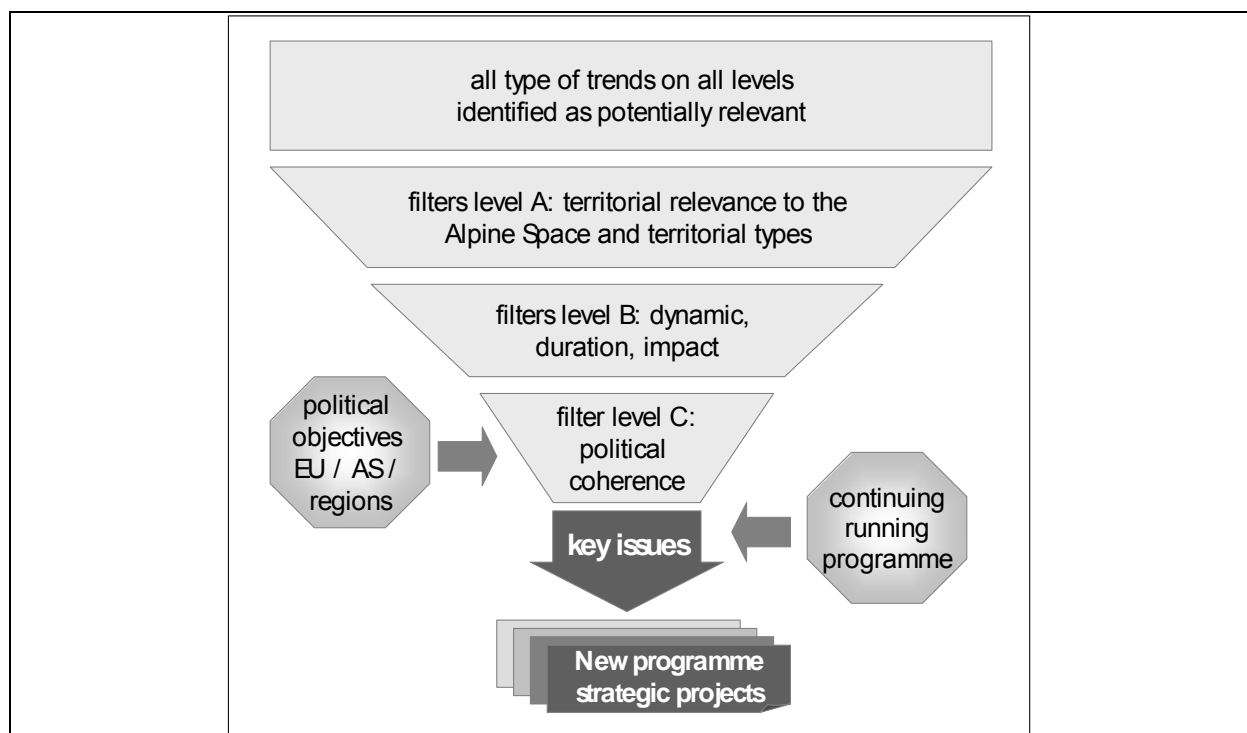 all type of trends on all levels
identified as potentially relevant
filters level A: territorial relevance to the
Alpine Space and territorial types
filters level B: dynamic,
duration, impact
political
objectives
EU / AS /
regions
filter level C:
political
coherence
continuing
running
programme
key issues
New programme
strategic projects